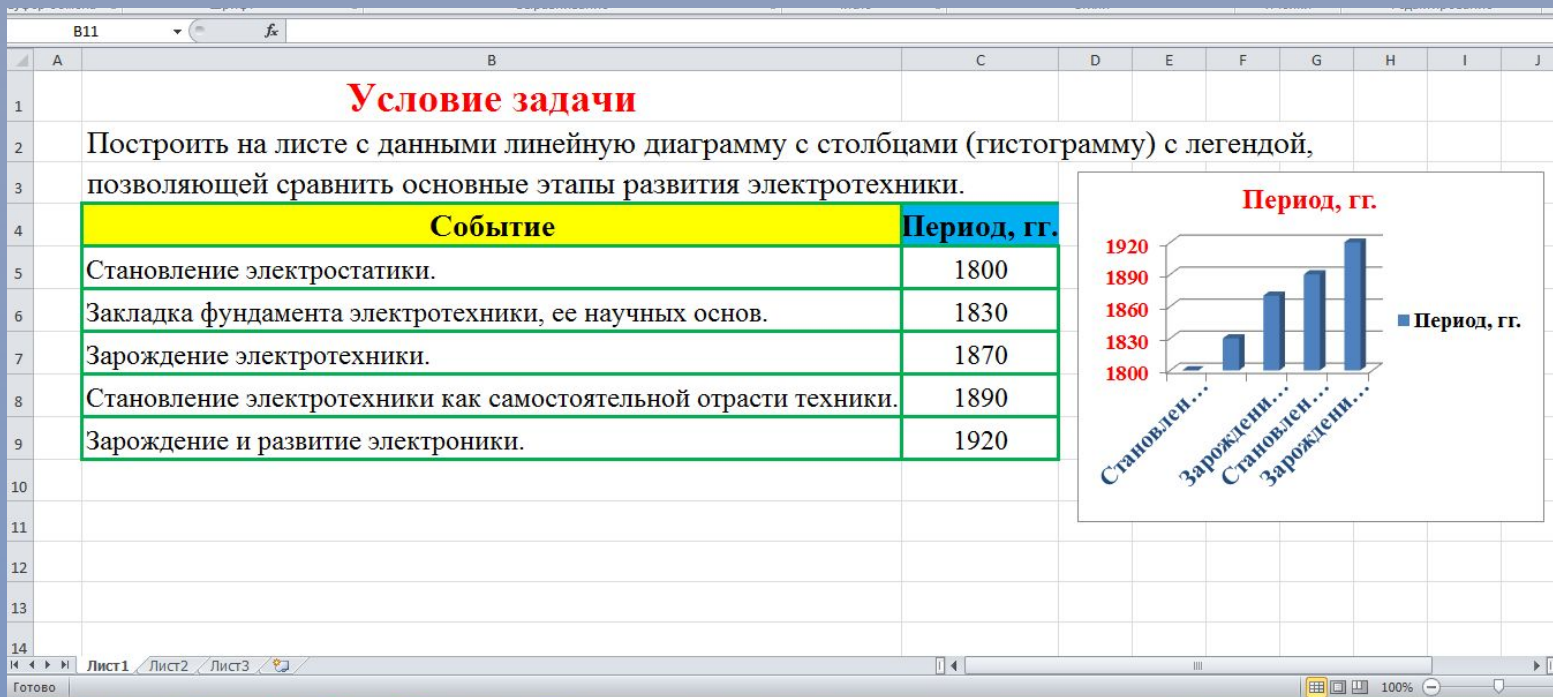 B11
fx
A B C D E F G H I J
1 Условие задачи
2 Построить на листе с данными линейную диаграмму с столбцами (гистограмму) с легендой,
3 позволяющей сравнить основные этапы развития электротехники.
4 Событие Период, гг.
5 Становление электростатики. 1800
6 Закладка фундамента электротехники, ее научных основ. 1830
7 Зарождение электротехники. 1870
8 Становление электротехники как самостоятельной отрасти техники. 1890
9 Зарождение и развитие электроники. 1920
10
11
12
13
14
Период, гг.
1920
1890
1860
1830
1800
Становлен...
Зарождени...
Становлен...
Зарождени...
Период, гг.
Лист1 Лист2 Лист3
Готово 100%